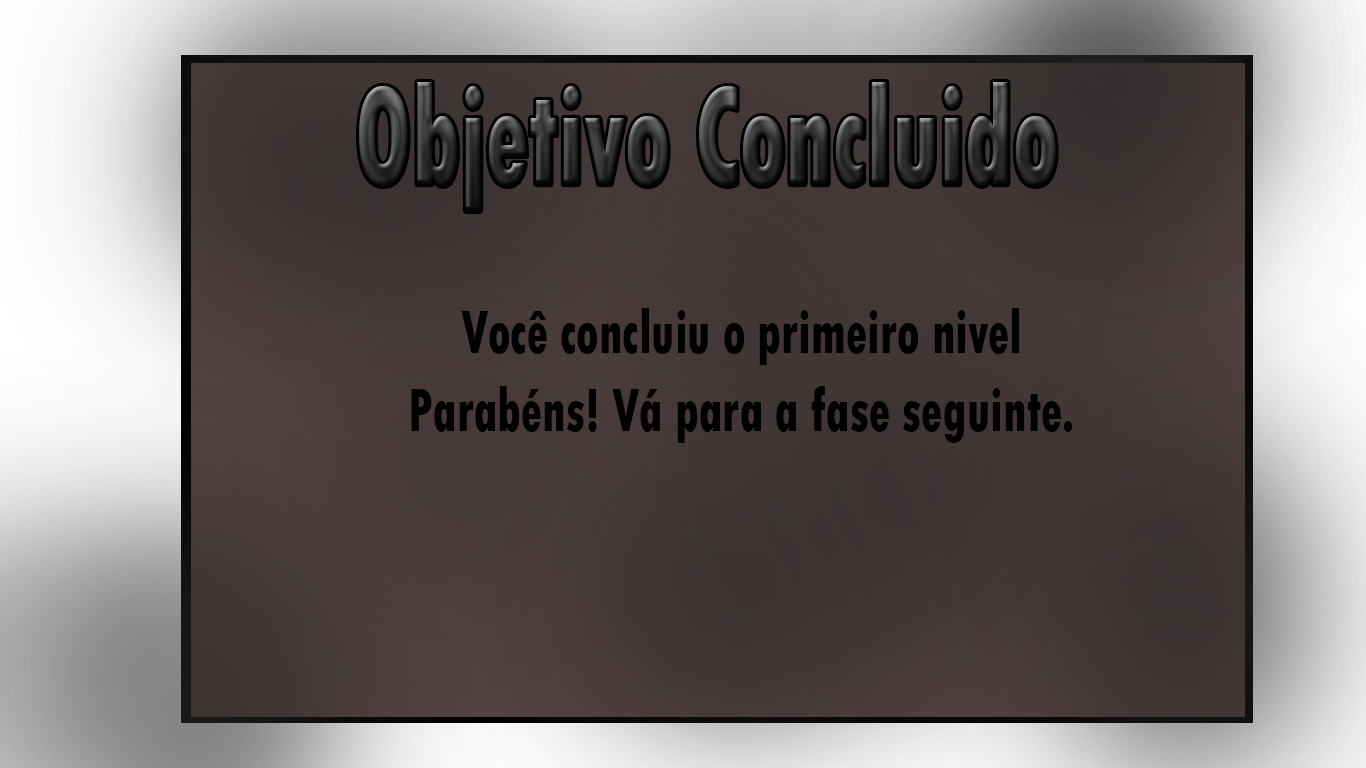 Objetivo Concluido
Você concluiu o primeiro nivel
Parabéns! Vá para a fase seguinte.